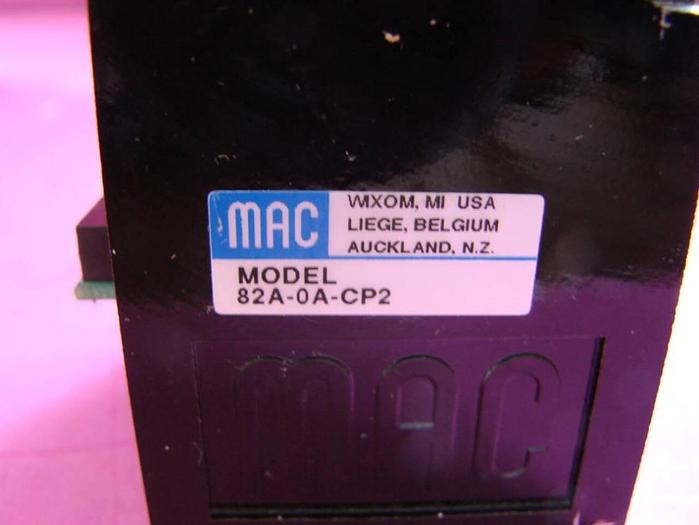 MAC
WIXOM, MI USA
LIEGE, BELGIUM
AUCKLAND, N.Z.
MODEL
82A-0A-CP2
MAC